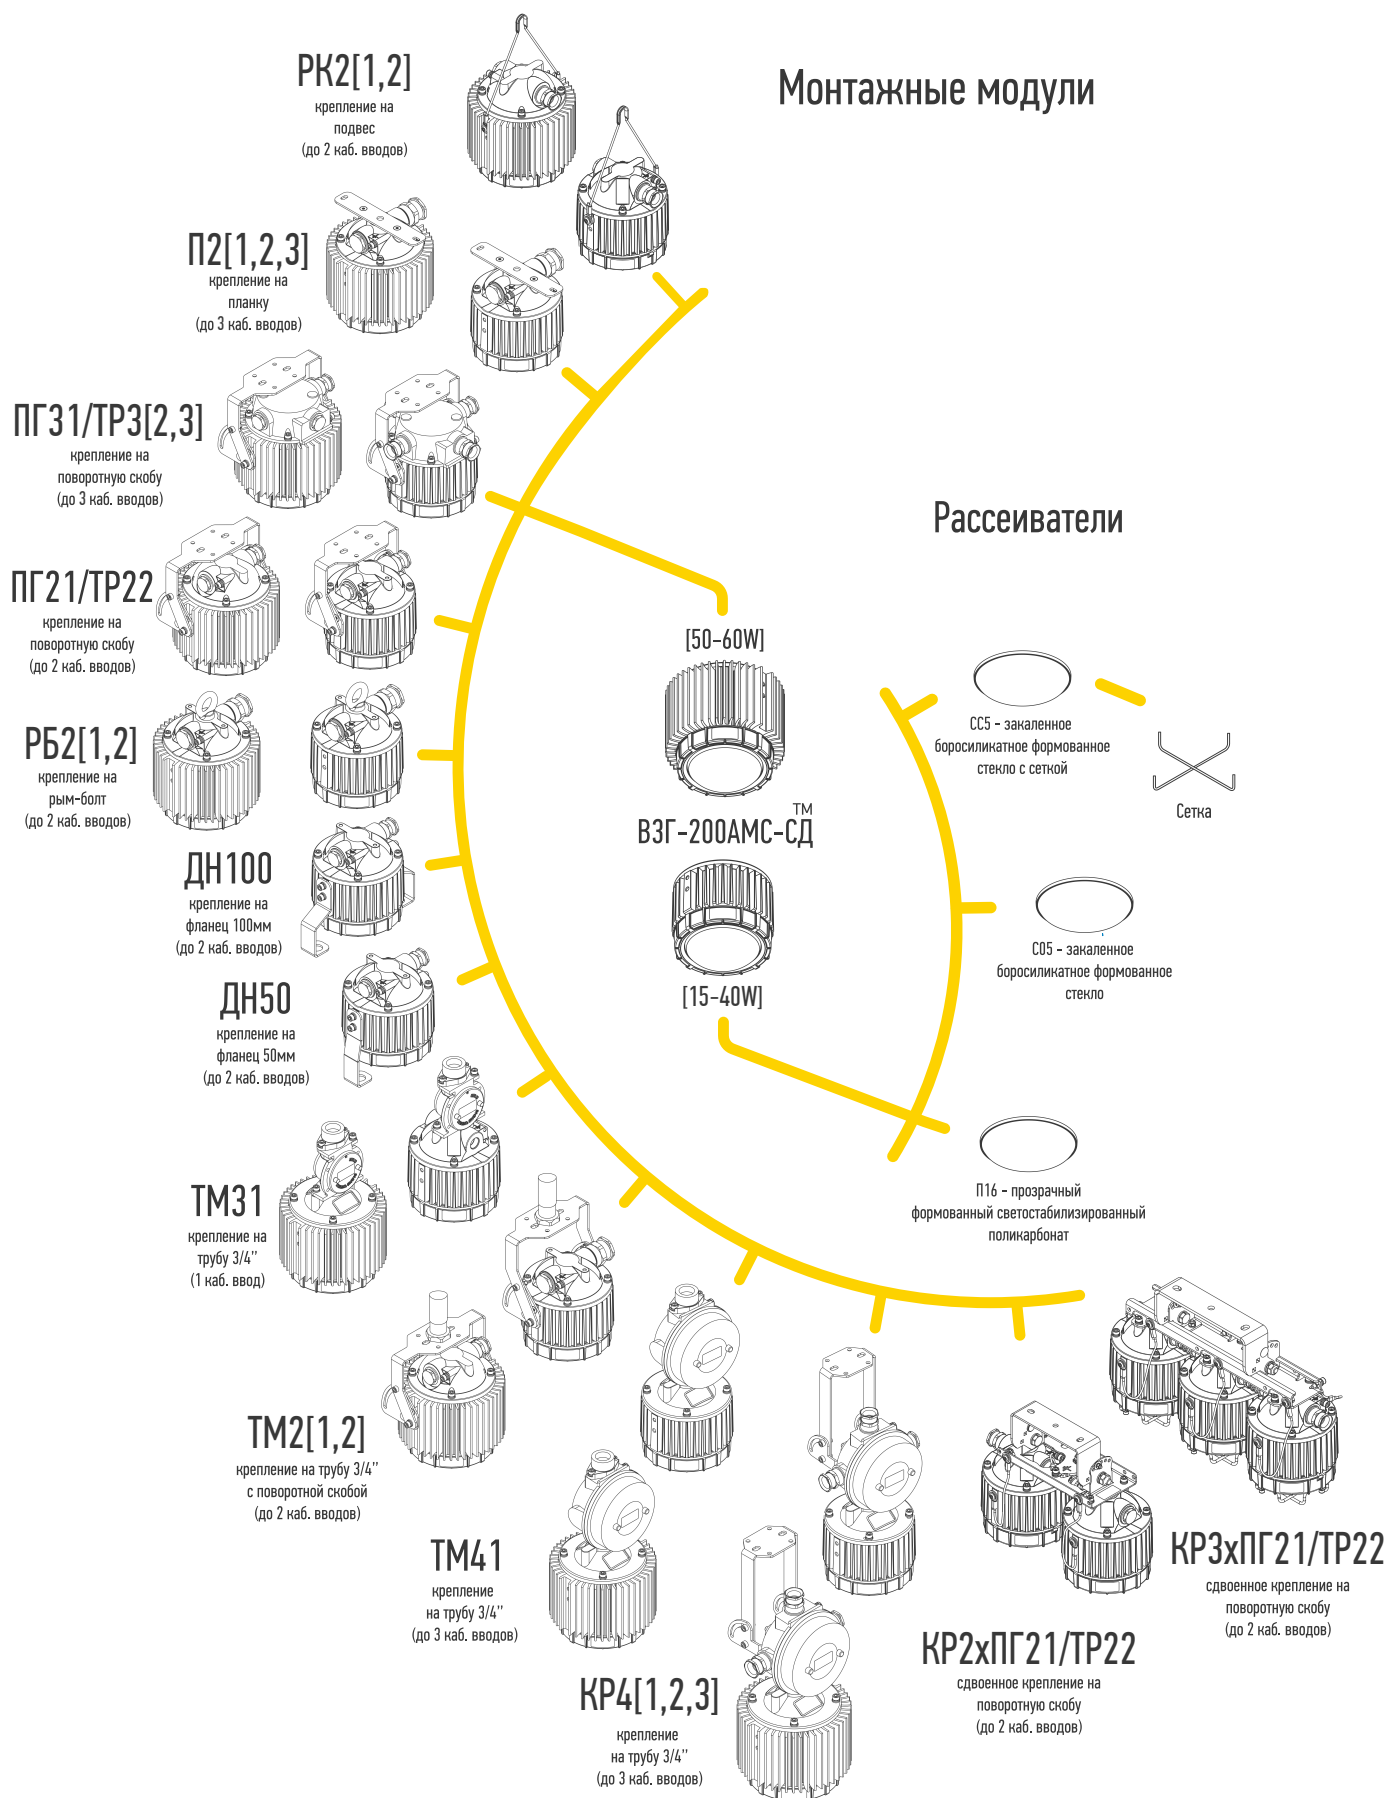 РК2[1,2]
крепление на
подвес
(до 2 каб. вводов)
Монтажные модули
П2[1,2,3]
крепление на
планку
(до 3 каб. вводов)
ПГ31/ТР3[2,3]
крепление на
поворотную скобу
(до 3 каб. вводов)
ПГ21/ТР22
крепление на
поворотную скобу
(до 2 каб. вводов)
РБ2[1,2]
крепление на
рым-болт
(до 2 каб. вводов)
ДН100
крепление на
фланец 100мм
(до 2 каб. вводов)
ДН50
крепление на
фланец 50мм
(до 2 каб. вводов)
ТМ31
крепление на
трубу 3/4’’
(1 каб. ввод)
ТМ2[1,2]
крепление на трубу 3/4’’
с поворотной скобой
(до 2 каб. вводов)
ТМ41
крепление
на трубу 3/4’’
(до 3 каб. вводов)
КР4[1,2,3]
крепление
на трубу 3/4’’
(до 3 каб. вводов)
КР2хПГ21/ТР22
сдвоенное крепление на
поворотную скобу
(до 2 каб. вводов)
КР3хПГ21/ТР22
сдвоенное крепление на
поворотную скобу
(до 2 каб. вводов)
[50-60W]
ВЗГ-200АМС-СД™
[15-40W]
Рассеиватели
СС5 - закаленное
боросиликатное формованное
стекло с сеткой
Сетка
С05 - закаленное
боросиликатное формованное
стекло
П16 - прозрачный
формованный светостабилизированный
поликарбонат